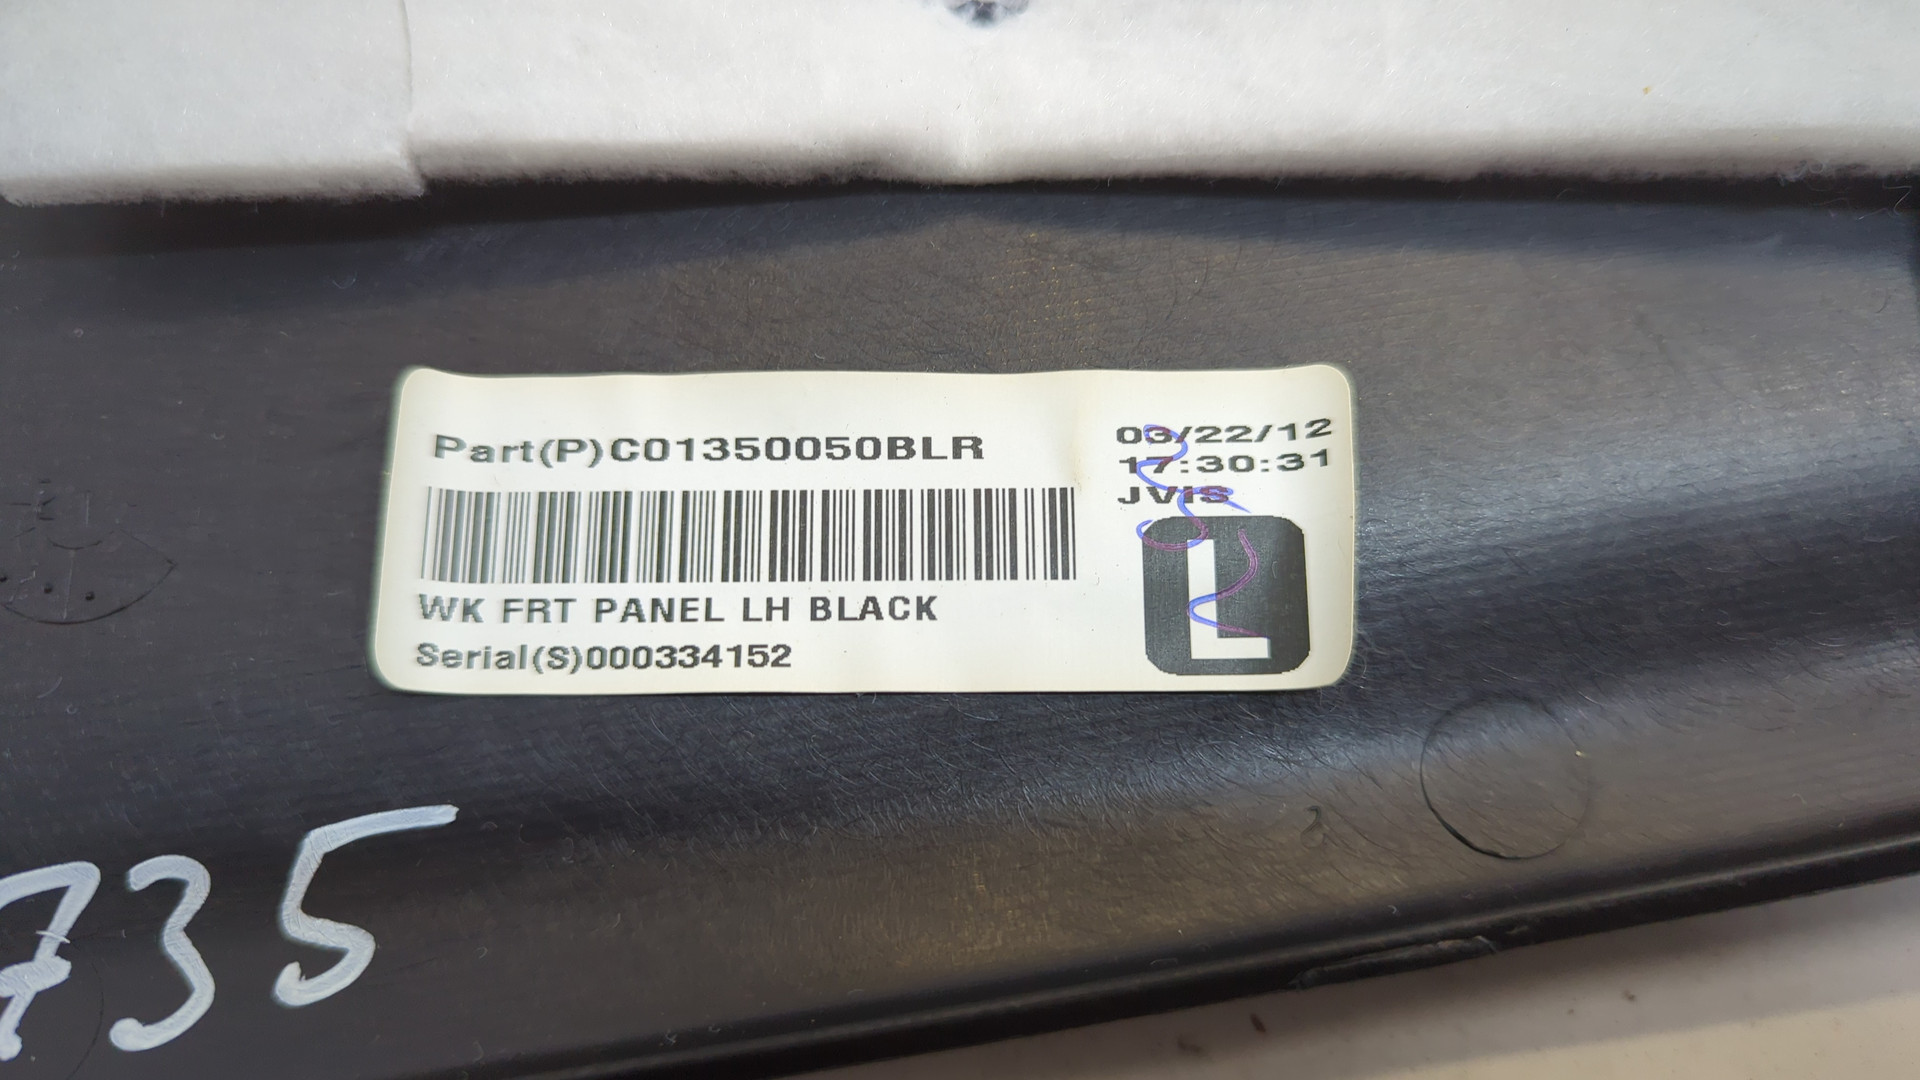 Part(P)C01350050BLR
03/22/12
17:30:31
JVIS
L
WK FRT PANEL LH BLACK
Serial(S)000334152
735